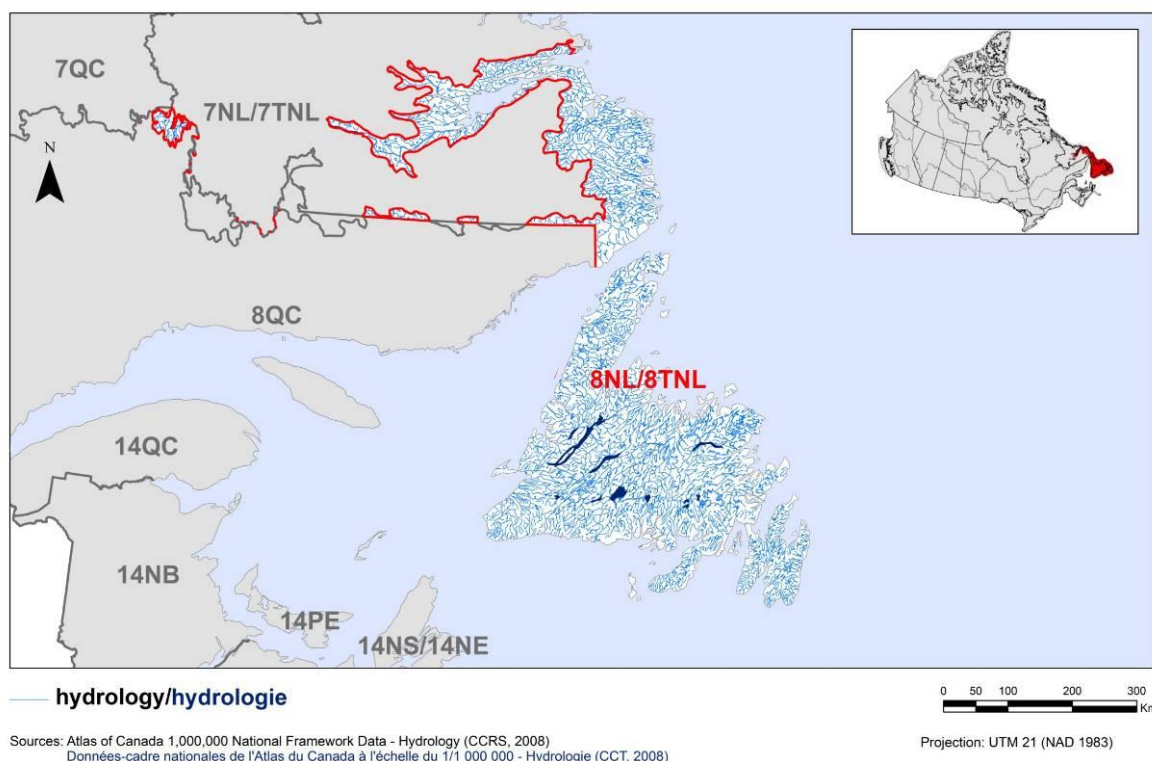 7QC
7NL/7TNL
N
8QC
8NL/8TNL
14QC
14NB
14PE
14NS/14NE
hydrology/hydrologie
0 50 100 200 300
Km
Sources: Atlas of Canada 1,000,000 National Framework Data - Hydrology (CCRS, 2008)
Données-cadre nationales de l'Atlas du Canada à l'échelle du 1/1 000 000 - Hydrologie (CCT, 2008)
Projection: UTM 21 (NAD 1983)